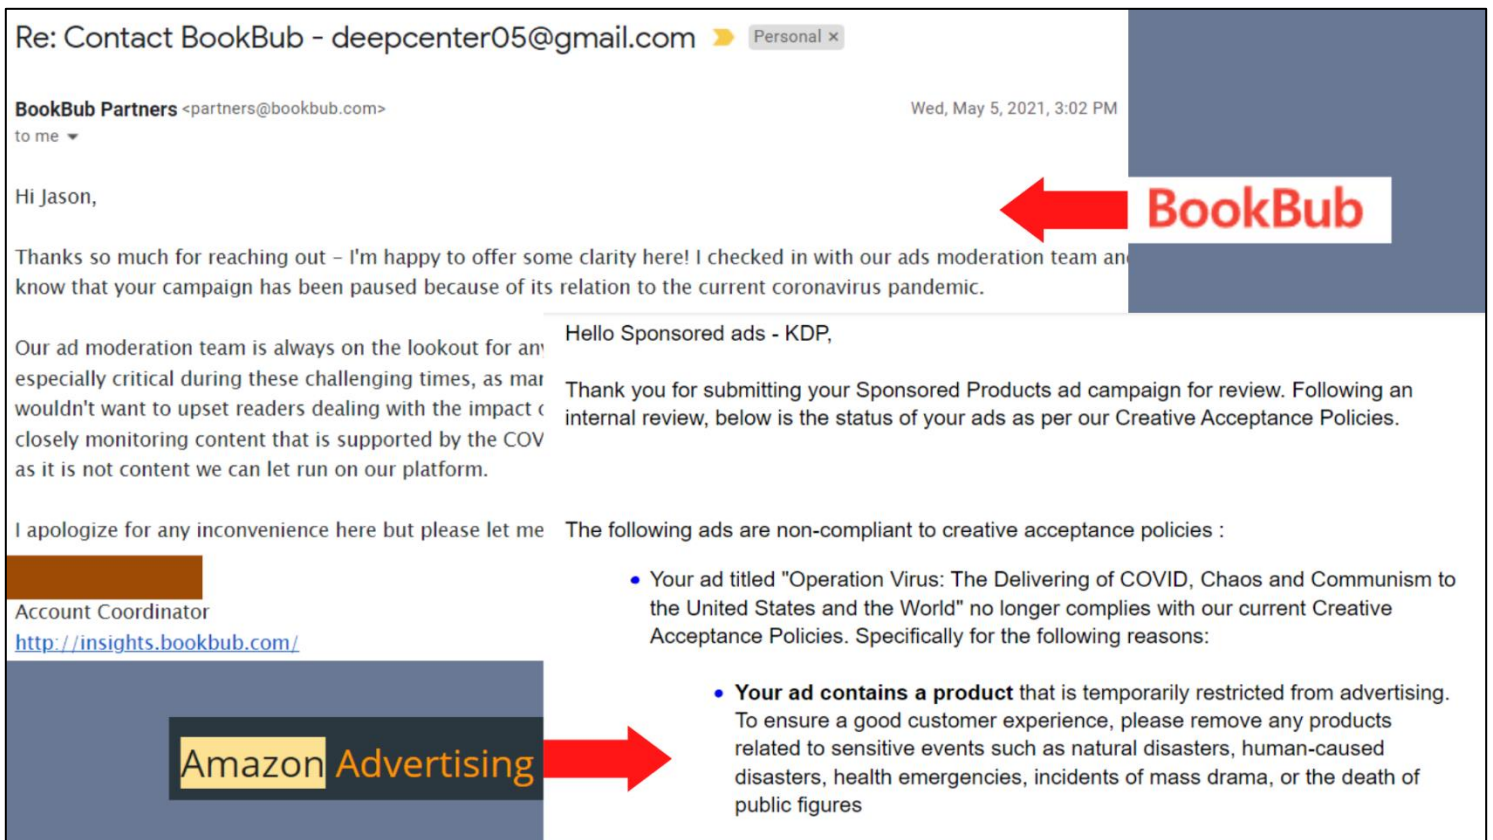 Re: Contact BookBub - deepcenter05@gmail.com
Personal ×
BookBub Partners <partners@bookbub.com>
Wed, May 5, 2021, 3:02 PM
to me
Hi Jason,
BookBub
Thanks so much for reaching out – I'm happy to offer some clarity here! I checked in with our ads moderation team
know that your campaign has been paused because of its relation to the current coronavirus pandemic.
Our ad moderation team is always on the lookout for
especially critical during these challenging times, as
wouldn't want to upset readers dealing with the impact
closely monitoring content that is supported by the
as it is not content we can let run on our platform.
I apologize for any inconvenience here but please let me
Account Coordinator
http://insights.bookbub.com/
Hello Sponsored ads - KDP,
Thank you for submitting your Sponsored Products ad campaign for review. Following an
internal review, below is the status of your ads as per our Creative Acceptance Policies.
The following ads are non-compliant to creative acceptance policies :
• Your ad titled "Operation Virus: The Delivering of COVID, Chaos and Communism to
the United States and the World" no longer complies with our current Creative
Acceptance Policies. Specifically for the following reasons:
• Your ad contains a product that is temporarily restricted from advertising.
To ensure a good customer experience, please remove any products
related to sensitive events such as natural disasters, human-caused
disasters, health emergencies, incidents of mass drama, or the death of
public figures
Amazon Advertising